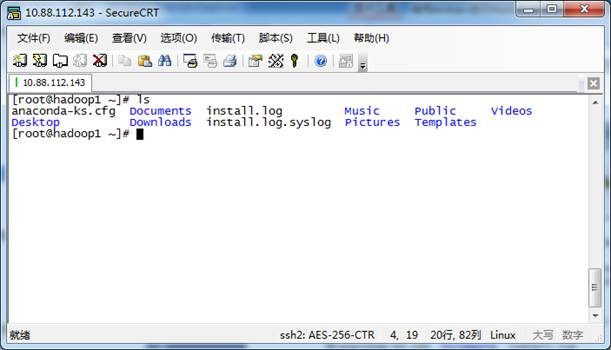 10.88.112.143 - SecureCRT
文件(F) 编辑(E) 查看(V) 选项(O) 传输(T) 脚本(S) 工具(L) 帮助(H)
10.88.112.143
[root@hadoop1 ~]# ls
anaconda-ks.cfg Documents install.log Music Public Videos
Desktop Downloads install.log.syslog Pictures Templates
[root@hadoop1 ~]#
就绪 ssh2: AES-256-CTR 4, 19 20行, 82列 Linux 大写 数字